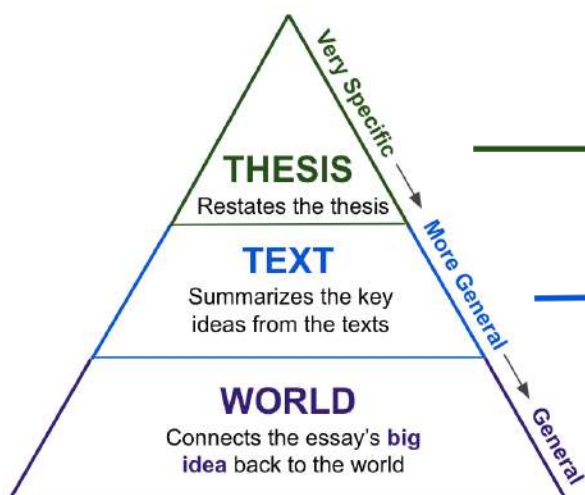 Very Specific
THESIS
Restates the thesis
More General
TEXT
Summarizes the key
ideas from the texts
General
WORLD
Connects the essay's big
idea back to the world